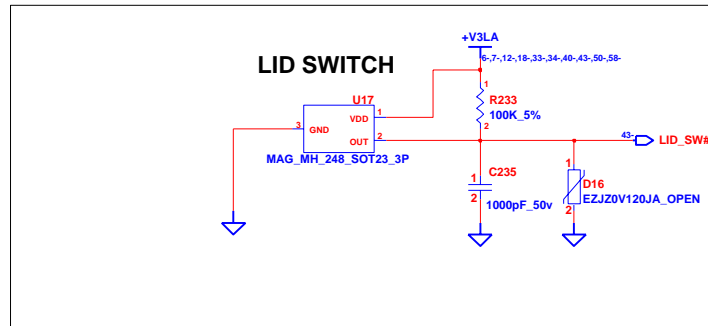 +V3LA
6-,7-,12-,18-,33-,34-,40-,43-,50-,58-
LID SWITCH
U17
1
R233
100K_5%
2
3
GND
VDD
1
OUT
2
MAG_MH_248_SOT23_3P
43-
LID_SW#
C235
1
2
1000pF_50v
1
D16
EZJZ0V120JA_OPEN
2